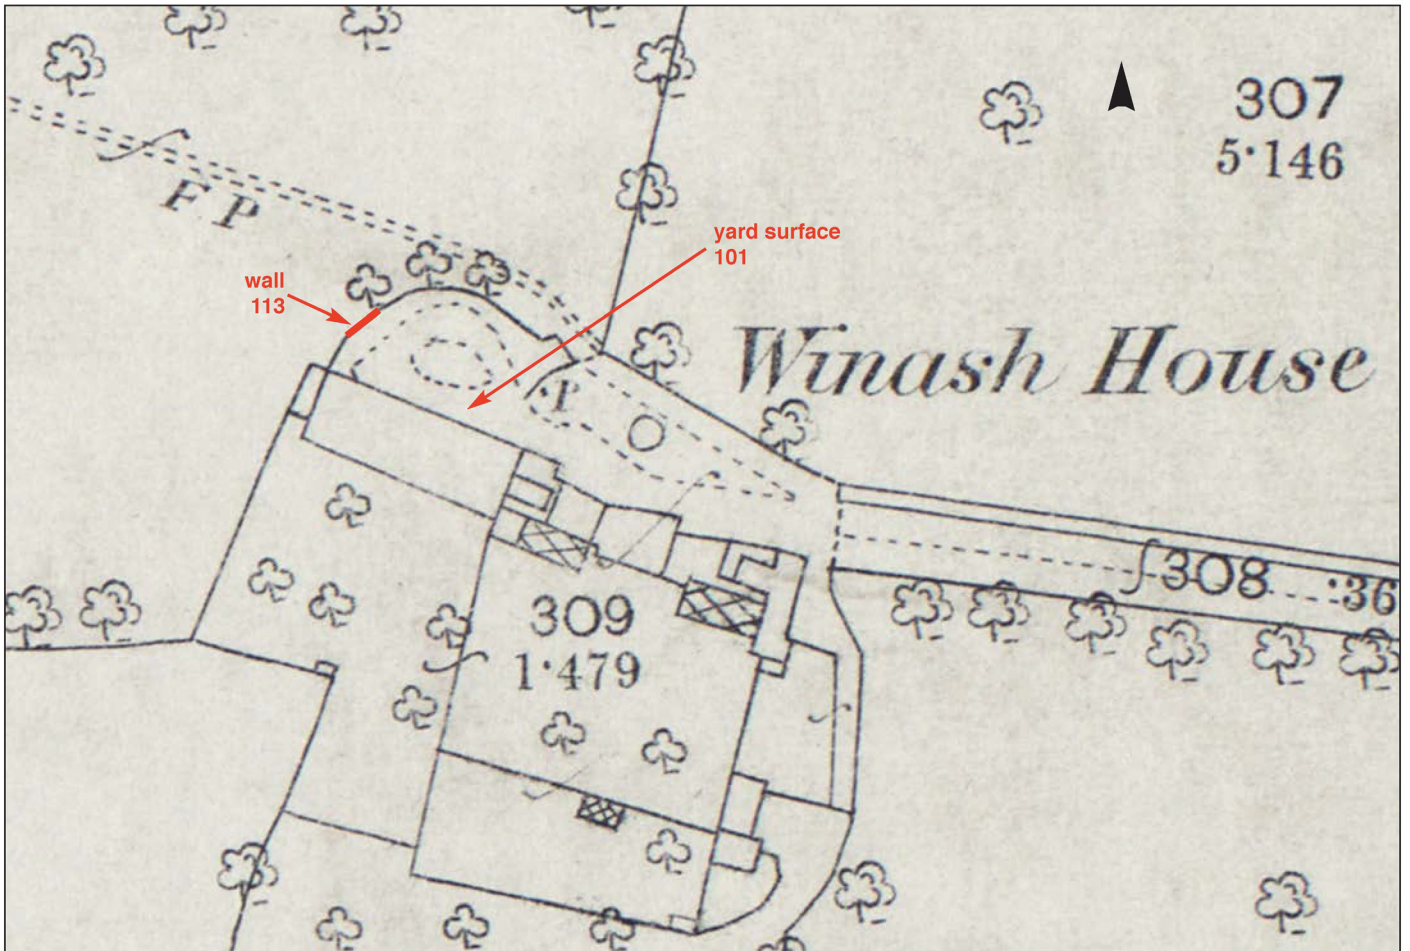 307
5·146
F P
yard surface
101
wall
113
Winash House
P
308 ·36
309
1·479